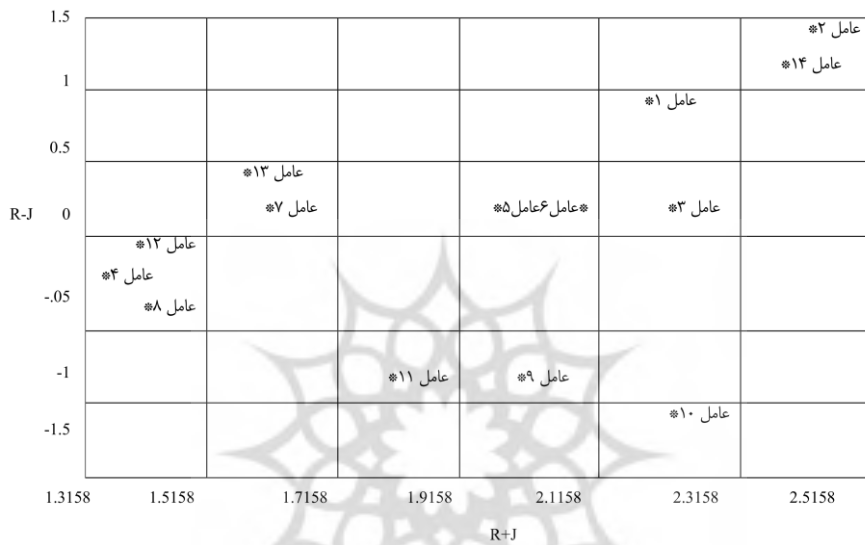 1.5
عامل ۲*
عامل ۱۴*
1
عامل ۱*
0.5
عامل ۱۳*
R-J
0
عامل ۷*
*عامل۶عامل۵*
عامل ۳*
عامل ۱۲*
عامل ۴*
-.05
عامل ۸*
-1
عامل ۱۱*
عامل ۹*
عامل ۱۰*
-1.5
1.3158 1.5158 1.7158 1.9158 2.1158 2.3158 2.5158
R+J